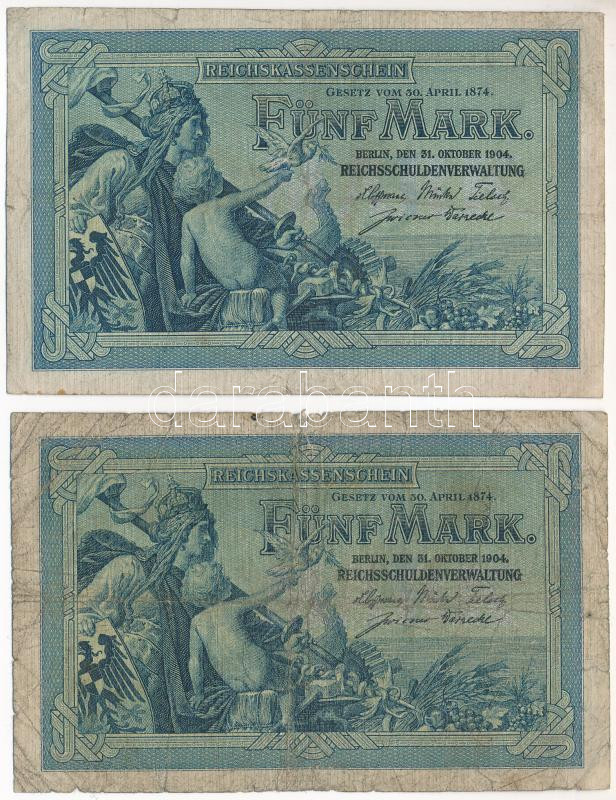 REICHSKASSENSCHEIN
GESETZ VOM 30. APRIL 1874.
FÜNF MARK.
BERLIN, DEN 31. OKTOBER 1904.
REICHSSCHULDENVERWALTUNG
darabanth
REICHSKASSENSCHEIN
GESETZ VOM 30. APRIL 1874.
FÜNF MARK.
BERLIN, DEN 31. OKTOBER 1904.
REICHSSCHULDENVERWALTUNG